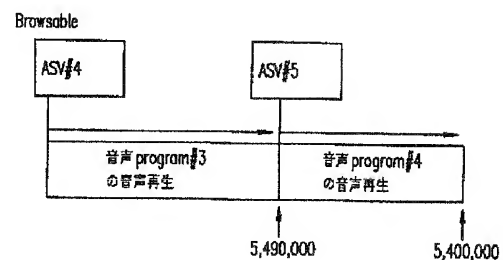 Browsable
ASV#4
ASV#5
音声program#3
の音声再生
音声program#4
の音声再生
5,490,000
5,400,000